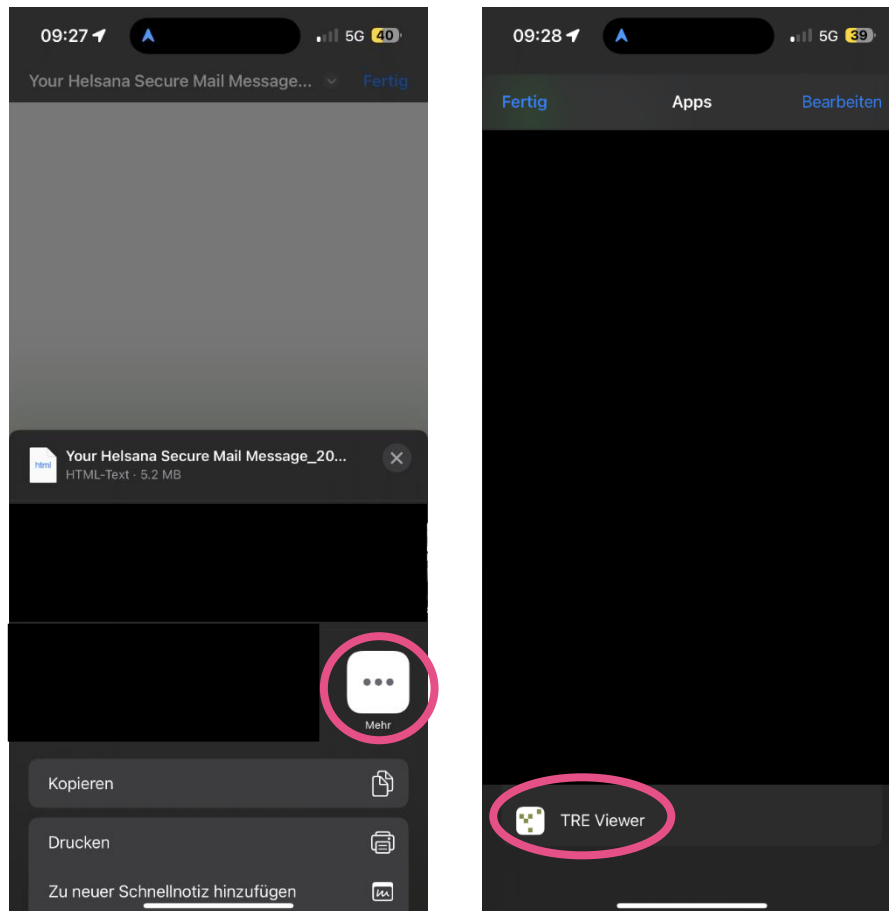 09:27
5G 40
Your Helsana Secure Mail Message...
Fertig
html
Your Helsana Secure Mail Message_20...
HTML-Text · 5.2 MB
Mehr
Kopieren
Drucken
Zu neuer Schnellnotiz hinzufügen
09:28
5G 39
Fertig
Apps
Bearbeiten
TRE Viewer